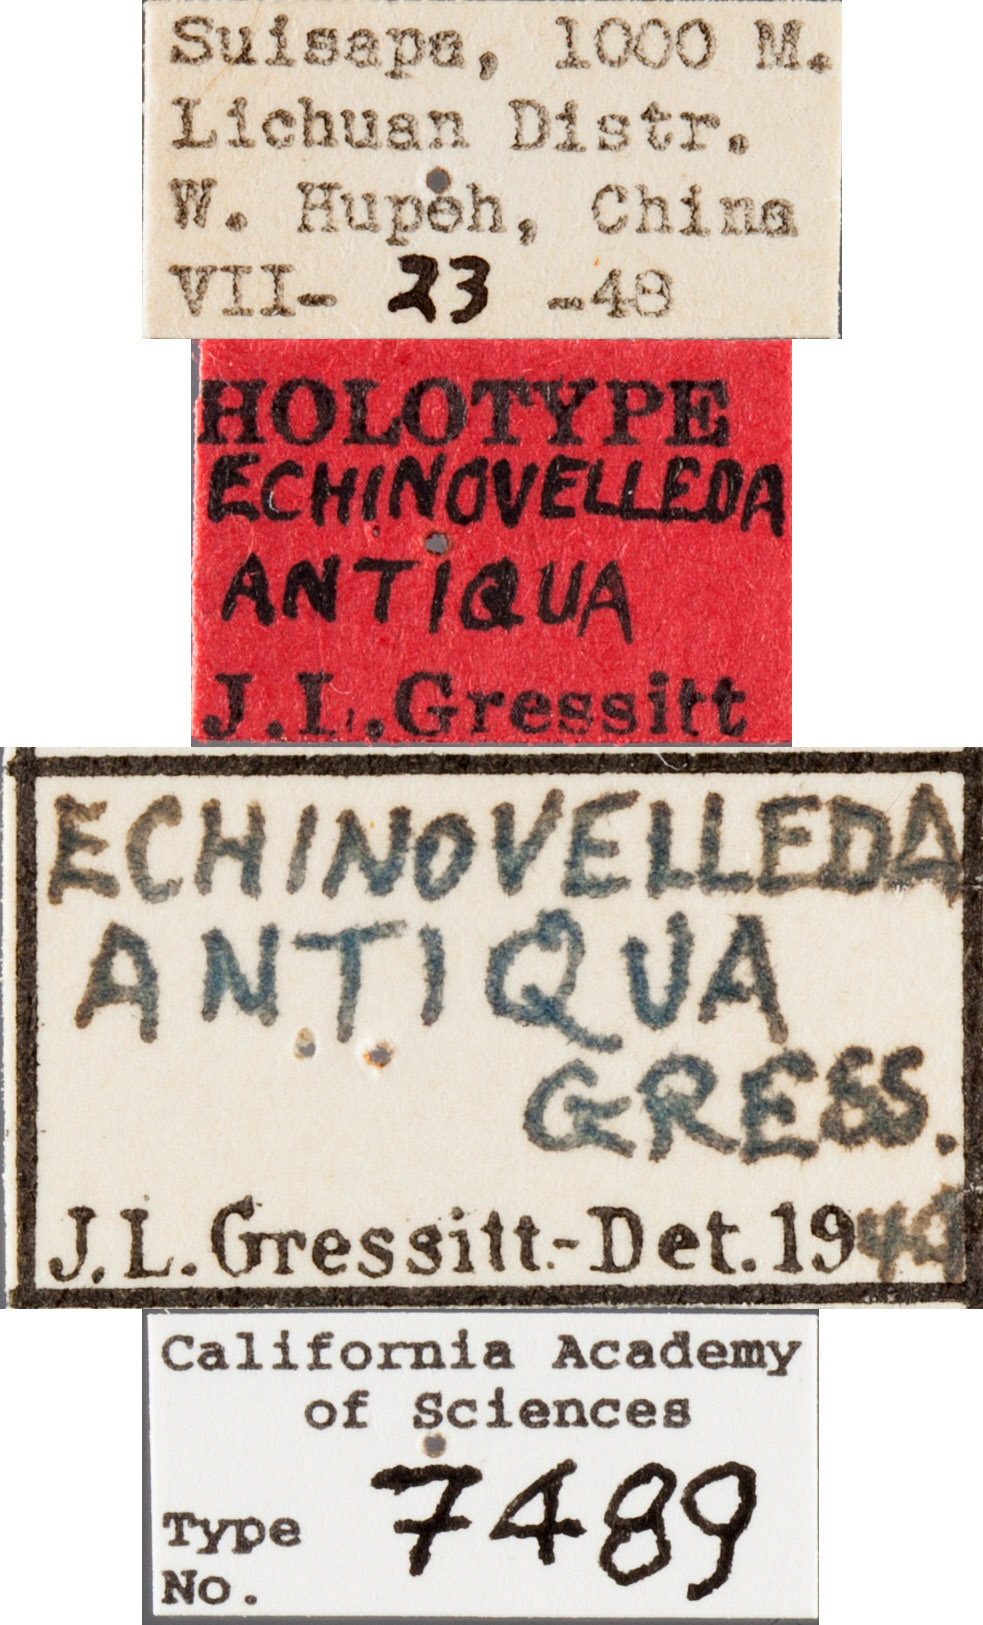 Suisapa, 1000 M.
Lichuan Distr.
W. Hupeh, China
VII- 23 -48
HOLOTYPE
ECHINOVELLEDA
ANTIQUA
J.L.Gressitt
ECHINOVELLEDA
ANTIQUA
GRESS.
J.L.Gressitt-Det.1949
California Academy
of Sciences
Type 7489
No.